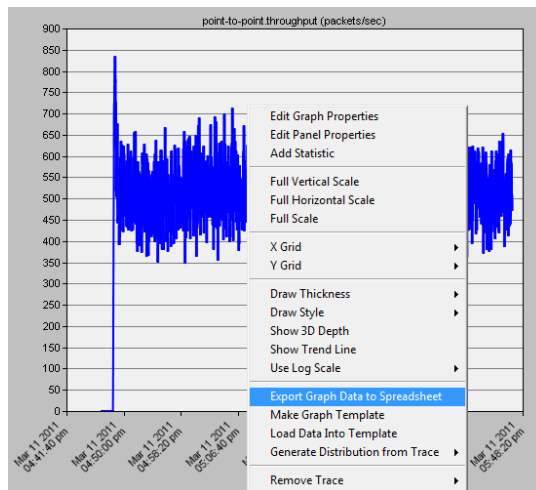 point-to-point.throughput (packets/sec)
900
850
800
750
700
650
600
550
500
450
400
350
300
250
200
150
100
50
0
Edit Graph Properties
Edit Panel Properties
Add Statistic
Full Vertical Scale
Full Horizontal Scale
Full Scale
X Grid
Y Grid
Draw Thickness
Draw Style
Show 3D Depth
Show Trend Line
Use Log Scale
Export Graph Data to Spreadsheet
Make Graph Template
Load Data Into Template
Generate Distribution from Trace
Remove Trace
Mar 11 2011
04:41:40 pm
Mar 11 2011
04:50:00 pm
Mar 11 2011
04:58:20 pm
Mar 11 2011
05:06:40 pm
Mar 11 2011
05:48:20 pm